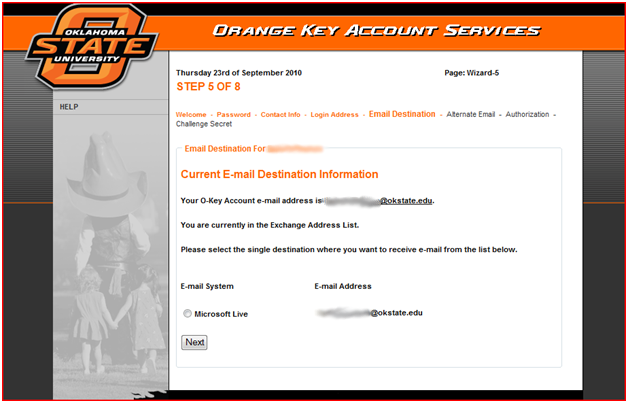 OKLAHOMA
STATE
UNIVERSITY
ORANGE KEY ACCOUNT SERVICES
HELP
Thursday 23rd of September 2010 Page: Wizard-5
STEP 5 OF 8
Welcome - Password - Contact Info - Login Address - Email Destination - Alternate Email - Authorization -
Challenge Secret
Email Destination For
Current E-mail Destination Information
Your O-Key Account e-mail address is @okstate.edu.
You are currently in the Exchange Address List.
Please select the single destination where you want to receive e-mail from the list below.
E-mail System E-mail Address
Microsoft Live @okstate.edu
Next